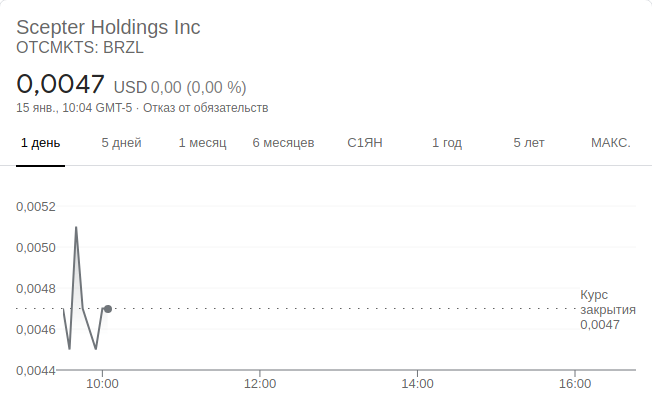 Scepter Holdings Inc
OTCMKTS: BRZL
0,0047 USD 0,00 (0,00 %)
15 янв., 10:04 GMT-5 · Отказ от обязательств
1 день 5 дней 1 месяц 6 месяцев С1ЯН 1 год 5 лет МАКС.
0,0052
0,0050
0,0048
0,0046
0,0044
Курс
закрытия
0,0047
10:00 12:00 14:00 16:00